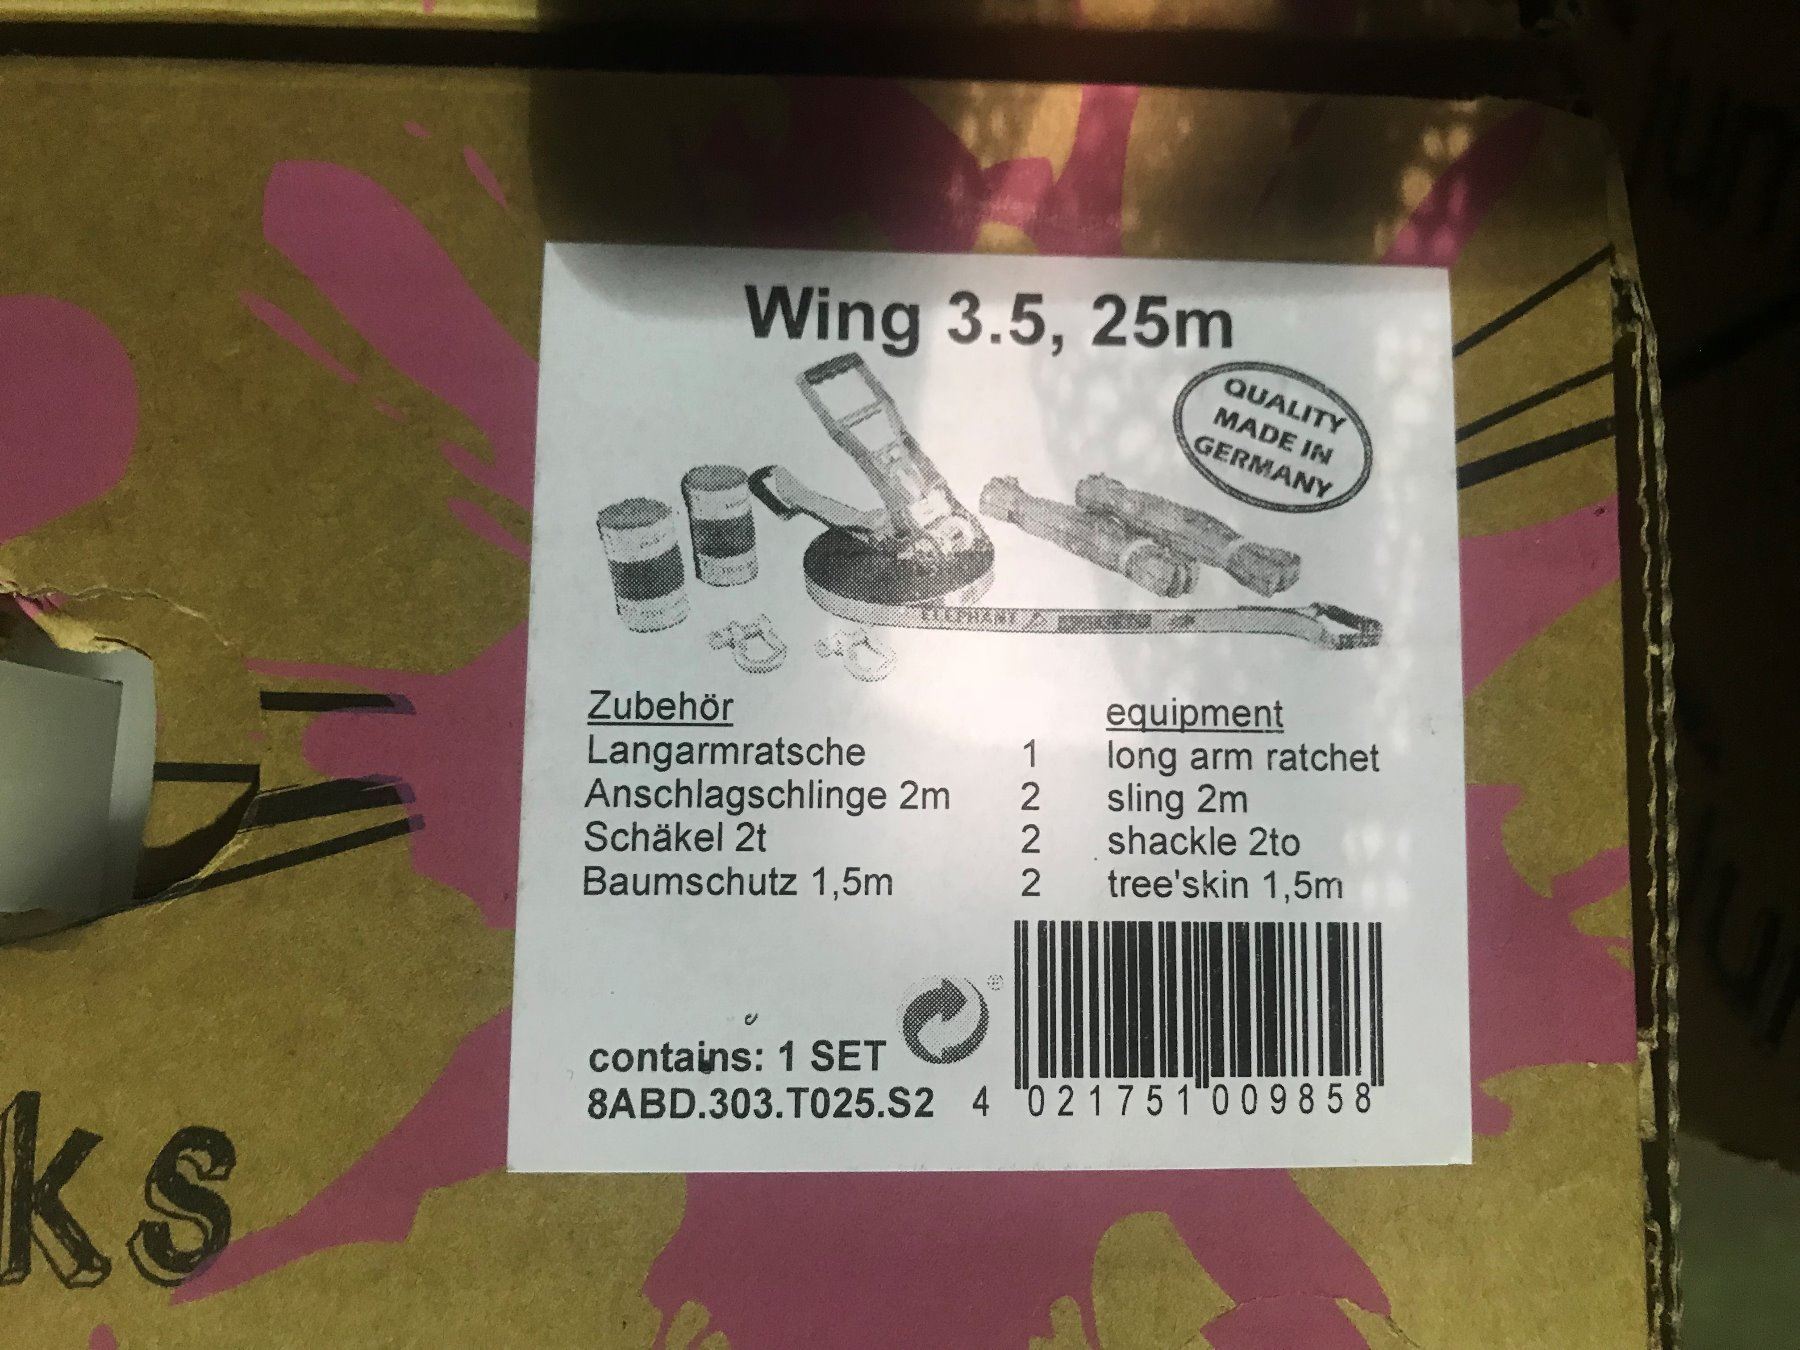 Wing 3.5, 25m
QUALITY
MADE IN
GERMANY
ELEPHANT
Zubehör equipment
Langarmratsche 1 long arm ratchet
Anschlagschlinge 2m 2 sling 2m
Schäkel 2t 2 shackle 2to
Baumschutz 1,5m 2 tree'skin 1,5m
®
contains: 1 SET
8ABD.303.T025.S2 4 021751 009858
ks